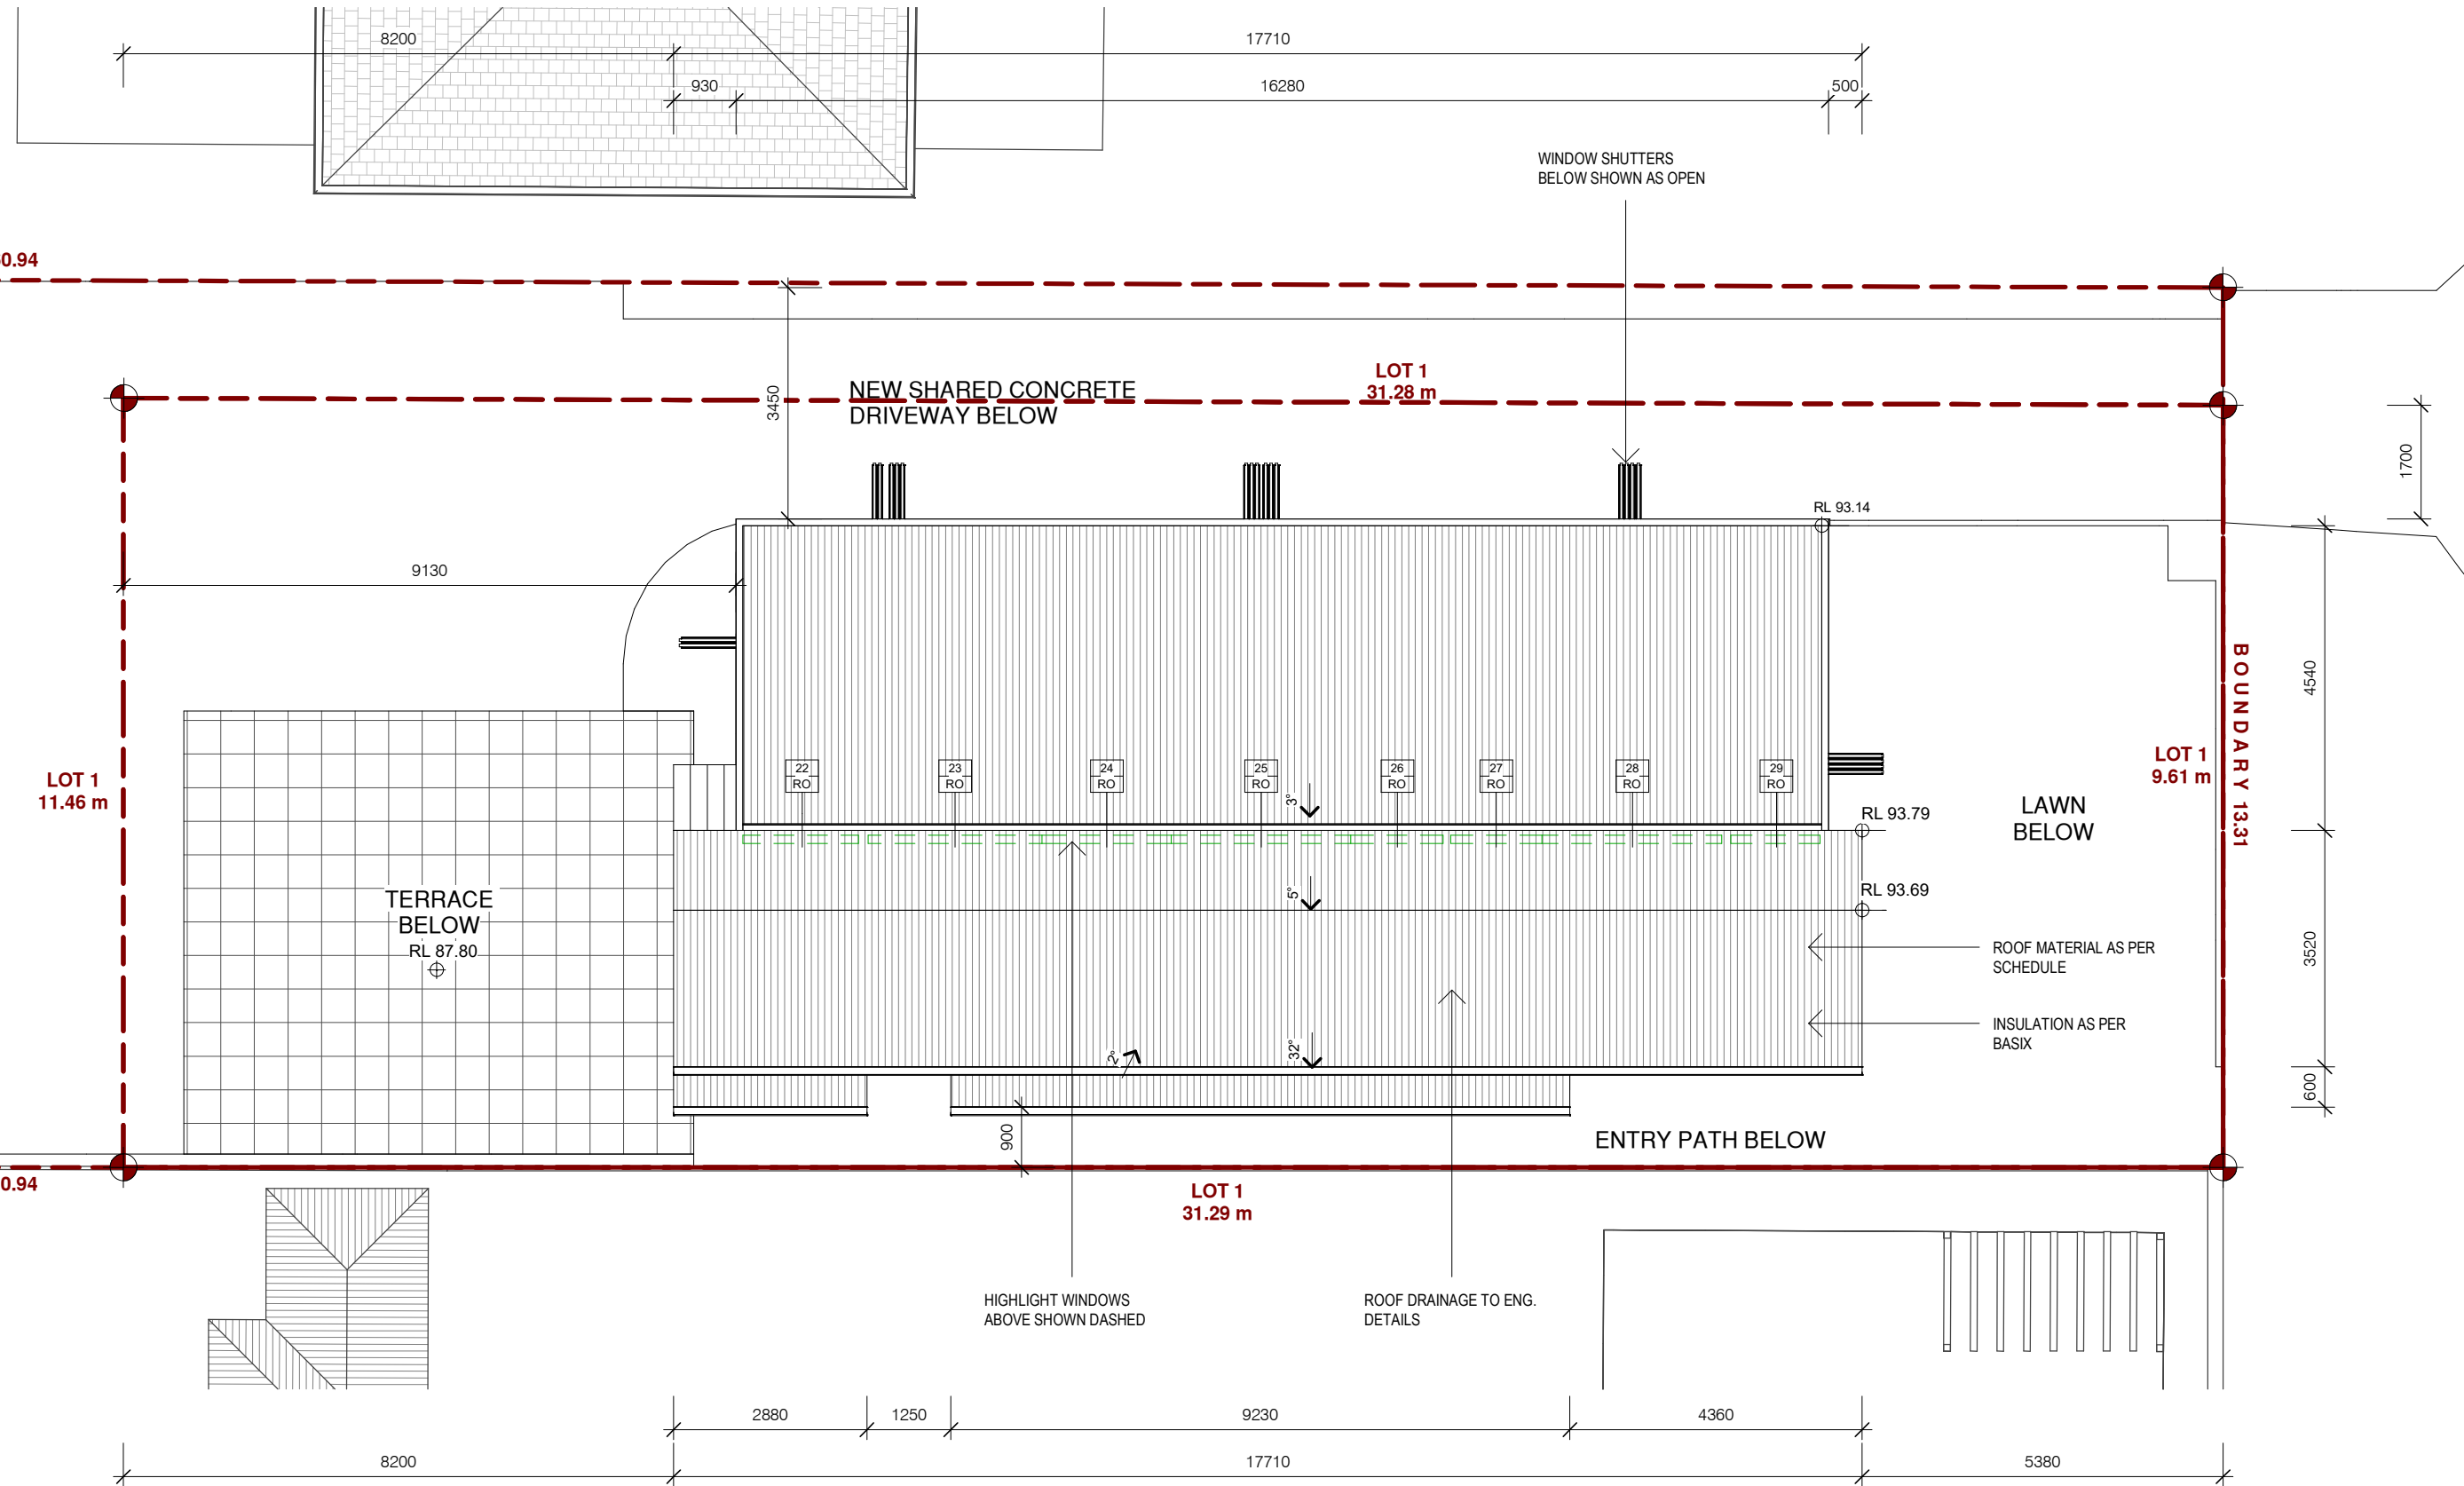 8200
17710
930
16280
500
WINDOW SHUTTERS
BELOW SHOWN AS OPEN
0.94
LOT 1
31.28 m
NEW SHARED CONCRETE
DRIVEWAY BELOW
3450
1700
RL 93.14
9130
4540
BOUNDARY 13.31
LOT 1
11.46 m
LOT 1
9.61 m
22
RO
23
RO
24
RO
25
RO
26
RO
27
RO
28
RO
29
RO
3°
LAWN
BELOW
RL 93.79
5°
RL 93.69
TERRACE
BELOW
RL 87.80
ROOF MATERIAL AS PER
SCHEDULE
3520
INSULATION AS PER
BASIX
2°
32°
600
900
ENTRY PATH BELOW
0.94
LOT 1
31.29 m
HIGHLIGHT WINDOWS
ABOVE SHOWN DASHED
ROOF DRAINAGE TO ENG.
DETAILS
2880
1250
9230
4360
8200
17710
5380